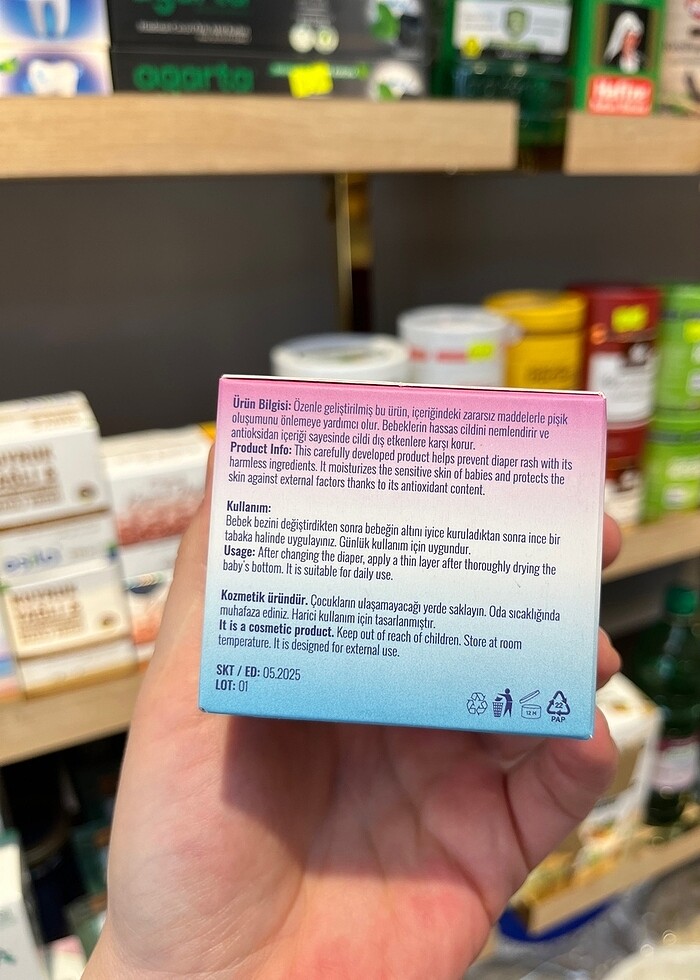 agarta
Hafize
Ürün Bilgisi: Özenle geliştirilmiş bu ürün, içeriğindeki zararsız maddelerle pişik
oluşumunu önlemeye yardımcı olur. Bebeklerin hassas cildini nemlendirir ve
antioksidan içeriği sayesinde cildi dış etkenlere karşı korur.
Product Info: This carefully developed product helps prevent diaper rash with its
harmless ingredients. It moisturizes the sensitive skin of babies and protects the
skin against external factors thanks to its antioxidant content.
Kullanım:
Bebek bezini değiştirdikten sonra bebeğin altını iyice kuruladıktan sonra ince bir
tabaka halinde uygulayınız. Günlük kullanım için uygundur.
Usage: After changing the diaper, apply a thin layer after thoroughly drying the
baby's bottom. It is suitable for daily use.
Kozmetik üründür. Çocukların ulaşamayacağı yerde saklayın. Oda sıcaklığında
muhafaza ediniz. Harici kullanım için tasarlanmıştır.
It is a cosmetic product. Keep out of reach of children. Store at room
temperature. It is designed for external use.
SKT / ED: 05.2025
LOT: 01
12 M
22
PAP